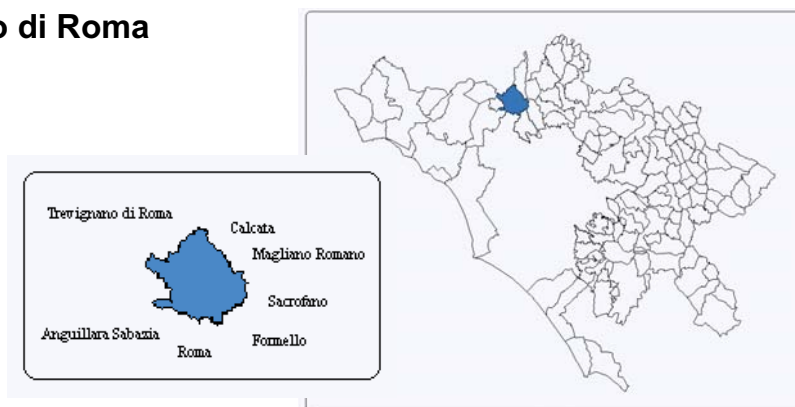 di Roma
Trevignano di Roma
Calcata
Magliano Romano
Sacrofano
Anguillara Sabazia
Formello
Roma